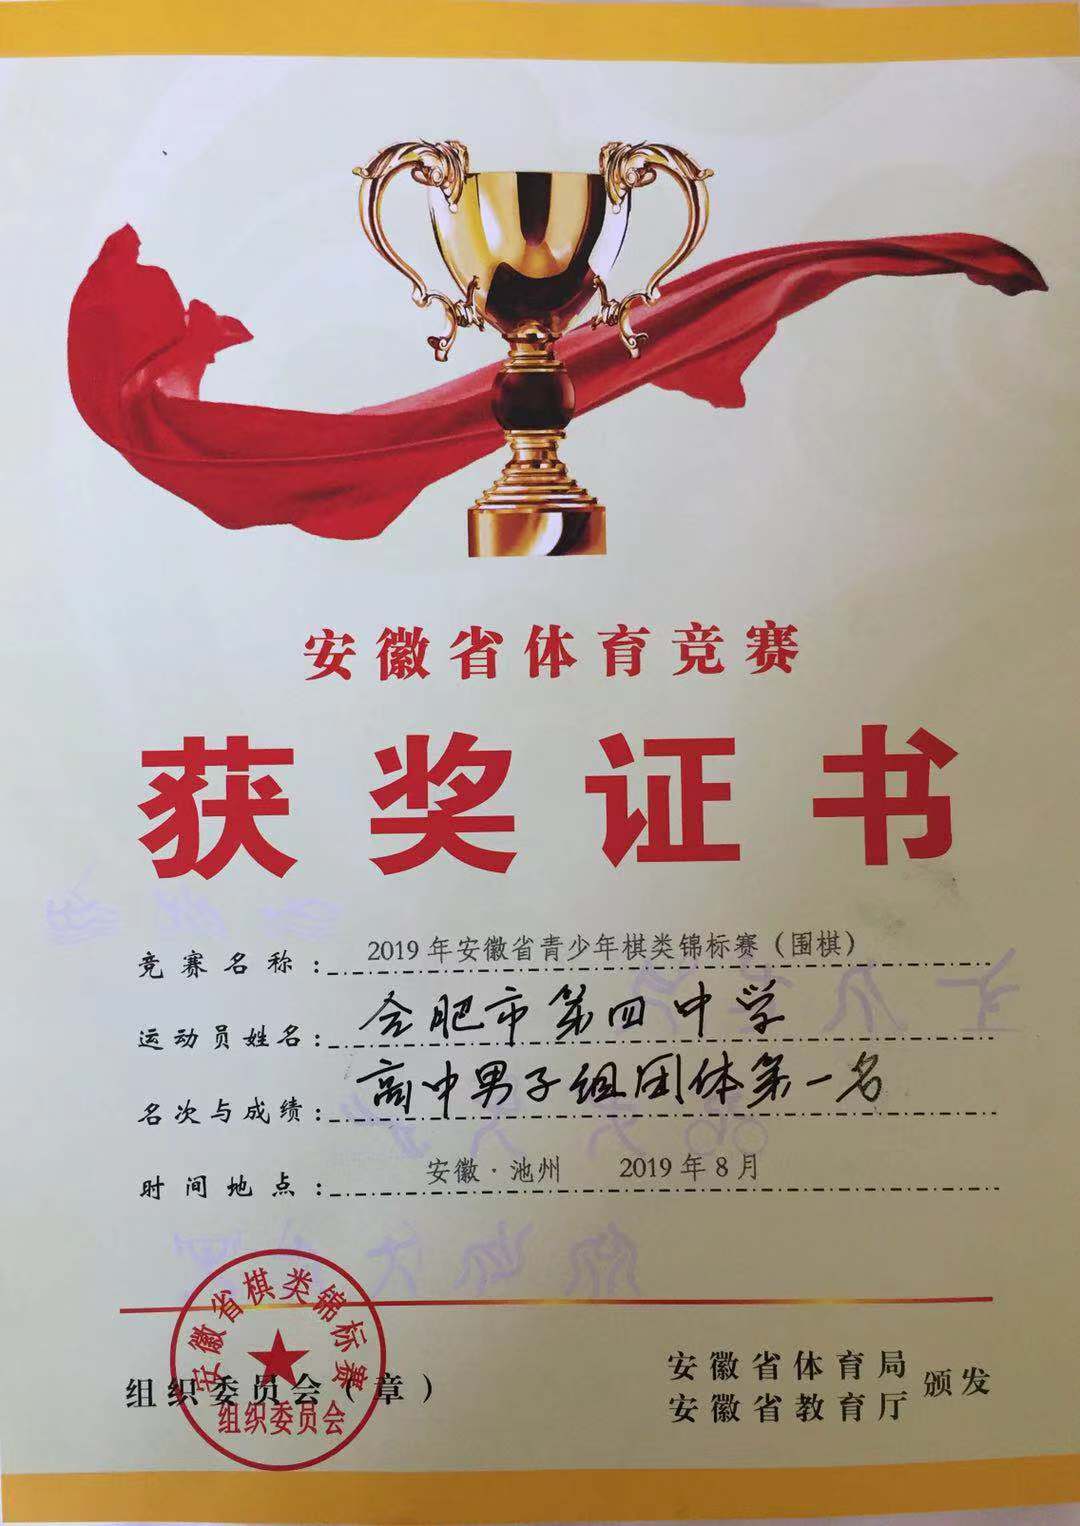 安徽省体育竞赛
获奖证书
竞赛名称：2019年安徽省青少年棋类锦标赛（围棋）
运动员姓名：合肥市第四中学
名次与成绩：高中男子组团体第一名
时间地点：安徽·池州 2019年8月
安徽省棋类锦标赛
组织委员会
组织委员会（章）
安徽省体育局
安徽省教育厅
颁发